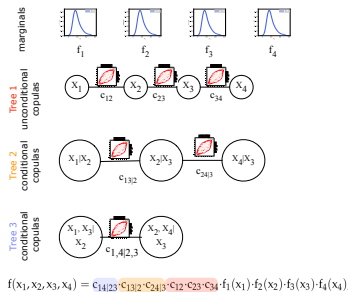 marginals
f₁ f₂ f₃ f₄
Tree 1
unconditional
copulas
X₁ X₂ X₃ X₄
c₁₂ c₂₃ c₃₄
Tree 2
conditional
copulas
X₁|X₂ X₂|X₃ X₄|X₃
c₁₃|₂ c₂₄|₃
Tree 3
conditional
copulas
X₁, X₃|
X₂
X₂, X₄|
X₃
c₁,₄|₂,₃
f(x₁, x₂, x₃, x₄) = c₁₄|₂₃·c₁₃|₂·c₂₄|₃·c₁₂·c₂₃·c₃₄·f₁(x₁)·f₂(x₂)·f₃(x₃)·f₄(x₄)